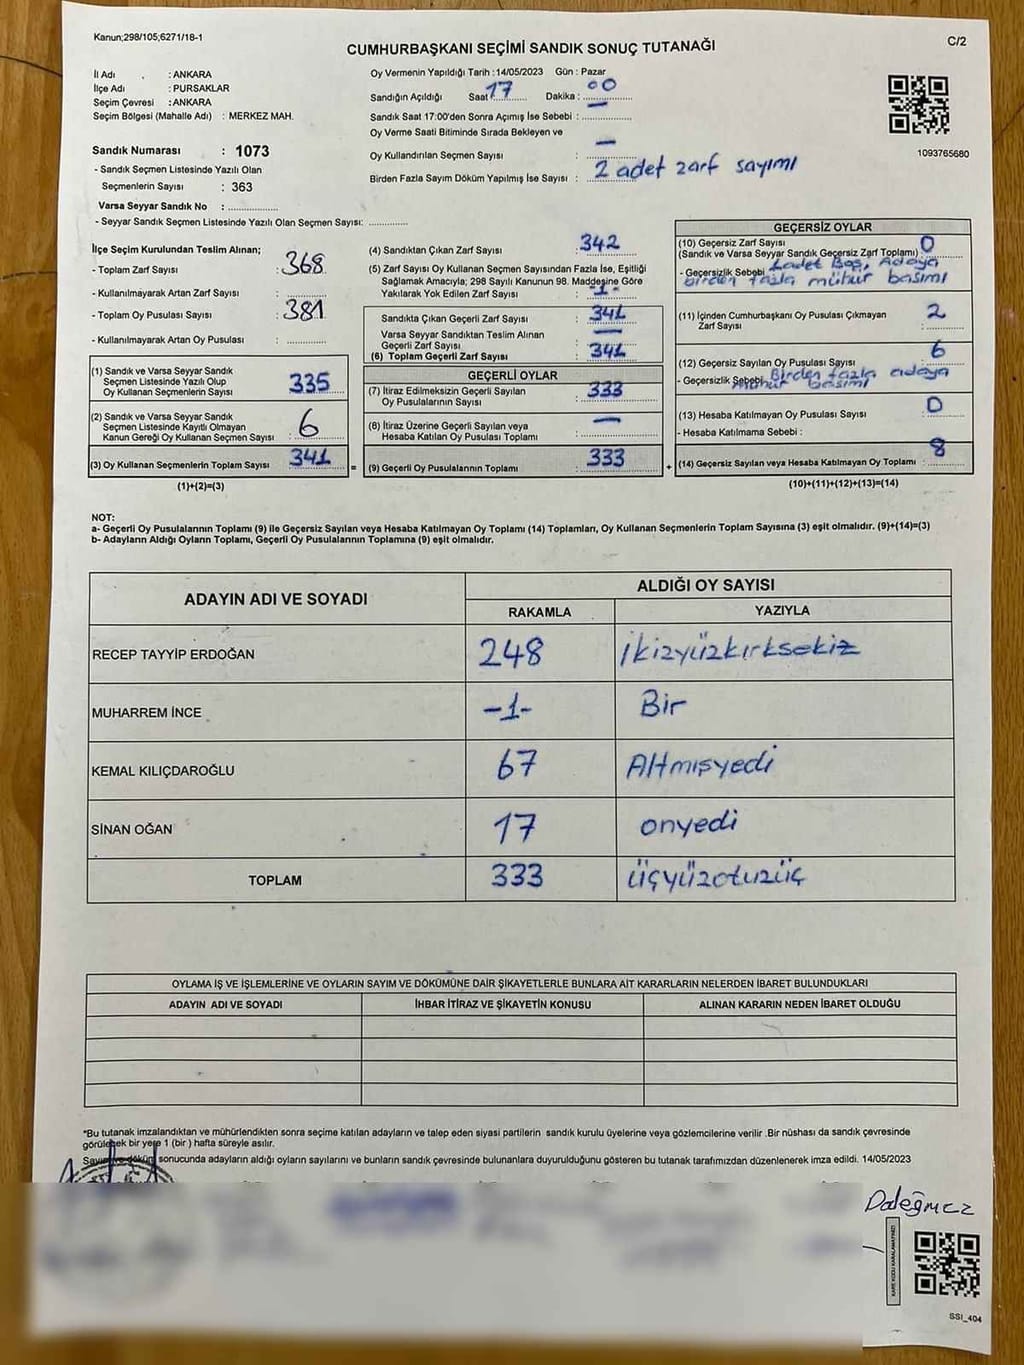 Kanun;298/105;6271/18-1
C/2
CUMHURBAŞKANI SEÇİMİ SANDIK SONUÇ TUTANAĞI
İl Adı : ANKARA
İlçe Adı : PURSAKLAR
Seçim Çevresi : ANKARA
Seçim Bölgesi (Mahalle Adı) : MERKEZ MAH.
Sandık Numarası : 1073
- Sandık Seçmen Listesinde Yazılı Olan
Seçmenlerin Sayısı : 363
Varsa Seyyar Sandık No :
- Seyyar Sandık Seçmen Listesinde Yazılı Olan Seçmen Sayısı:
Oy Vermenin Yapıldığı Tarih :14/05/2023 Gün : Pazar
Sandığın Açıldığı Saat 17 Dakika : 00
Sandık Saat 17:00'den Sonra Açımış İse Sebebi : —
Oy Verme Saati Bitiminde Sırada Bekleyen ve
Oy Kullandırılan Seçmen Sayısı : —
Birden Fazla Sayım Döküm Yapılmış İse Sayısı : 2 adet zarf sayımı
1093765680
İlçe Seçim Kurulundan Teslim Alınan;
- Toplam Zarf Sayısı : 368
- Kullanılmayarak Artan Zarf Sayısı :
- Toplam Oy Pusulası Sayısı : 381
- Kullanılmayarak Artan Oy Pusulası :
(1) Sandık ve Varsa Seyyar Sandık
Seçmen Listesinde Yazılı Olup
Oy Kullanan Seçmenlerin Sayısı : 335
(2) Sandık ve Varsa Seyyar Sandık
Seçmen Listesinde Kayıtlı Olmayan
Kanun Gereği Oy Kullanan Seçmen Sayısı : 6
(3) Oy Kullanan Seçmenlerin Toplam Sayısı : 341 =
(1)+(2)=(3)
(4) Sandıktan Çıkan Zarf Sayısı : 342
(5) Zarf Sayısı Oy Kullanan Seçmen Sayısından Fazla İse, Eşitliği
Sağlamak Amacıyla; 298 Sayılı Kanunun 98. Maddesine Göre
Yakılarak Yok Edilen Zarf Sayısı : -1-
Sandıkta Çıkan Geçerli Zarf Sayısı : 341
Varsa Seyyar Sandıktan Teslim Alınan
Geçerli Zarf Sayısı : —
(6) Toplam Geçerli Zarf Sayısı : 341
GEÇERLİ OYLAR
(7) İtiraz Edilmeksizin Geçerli Sayılan
Oy Pusulalarının Sayısı : 333
(8) İtiraz Üzerine Geçerli Sayılan veya
Hesaba Katılan Oy Pusulası Toplamı : —
(9) Geçerli Oy Pusulalarının Toplamı : 333 +
GEÇERSİZ OYLAR
(10) Geçersiz Zarf Sayısı
(Sandık ve Varsa Seyyar Sandık Geçersiz Zarf Toplamı) : 0
- Geçersizlik Sebebi 1 adet Boş, Adaya
birden fazla mühür basımı
(11) İçinden Cumhurbaşkanı Oy Pusulası Çıkmayan
Zarf Sayısı : 2
(12) Geçersiz Sayılan Oy Pusulası Sayısı : 6
- Geçersizlik Sebebi Birden fazla adaya
mühür basımı
(13) Hesaba Katılmayan Oy Pusulası Sayısı : 0
- Hesaba Katılmama Sebebi :
(14) Geçersiz Sayılan veya Hesaba Katılmayan Oy Toplamı : 8
(10)+(11)+(12)+(13)=(14)
NOT:
a- Geçerli Oy Pusulalarının Toplamı (9) ile Geçersiz Sayılan veya Hesaba Katılmayan Oy Toplamı (14) Toplamları, Oy Kullanan Seçmenlerin Toplam Sayısına (3) eşit olmalıdır. (9)+(14)=(3)
b- Adayların Aldığı Oyların Toplamı, Geçerli Oy Pusulalarının Toplamına (9) eşit olmalıdır.
ADAYIN ADI VE SOYADI
ALDIĞI OY SAYISI
RAKAMLA YAZIYLA
RECEP TAYYİP ERDOĞAN 248 İkizyüzkırksekiz
MUHARREM İNCE -1- Bir
KEMAL KILIÇDAROĞLU 67 Altmışyedi
SİNAN OĞAN 17 onyedi
TOPLAM 333 üçyüzotuzüç
OYLAMA İŞ VE İŞLEMLERİNE VE OYLARIN SAYIM VE DÖKÜMÜNE DAİR ŞİKAYETLERLE BUNLARA AİT KARARLARIN NELERDEN İBARET BULUNDUKLARI
ADAYIN ADI VE SOYADI İHBAR İTİRAZ VE ŞİKAYETİN KONUSU ALINAN KARARIN NEDEN İBARET OLDUĞU
*Bu tutanak imzalandıktan ve mühürlendikten sonra seçime katılan adayların ve talep eden siyasi partilerin sandık kurulu üyelerine veya gözlemcilerine verilir .Bir nüshası da sandık çevresinde
görülecek bir yere 1 (bir ) hafta süreyle asılır.
Sayım ve döküm sonucunda adayların aldığı oyların sayılarını ve bunların sandık çevresinde bulunanlara duyurulduğunu gösteren bu tutanak tarafımızdan düzenlenerek imza edildi. 14/05/2023
KARE KODU KARALAMAYINIZ!
SSI_404